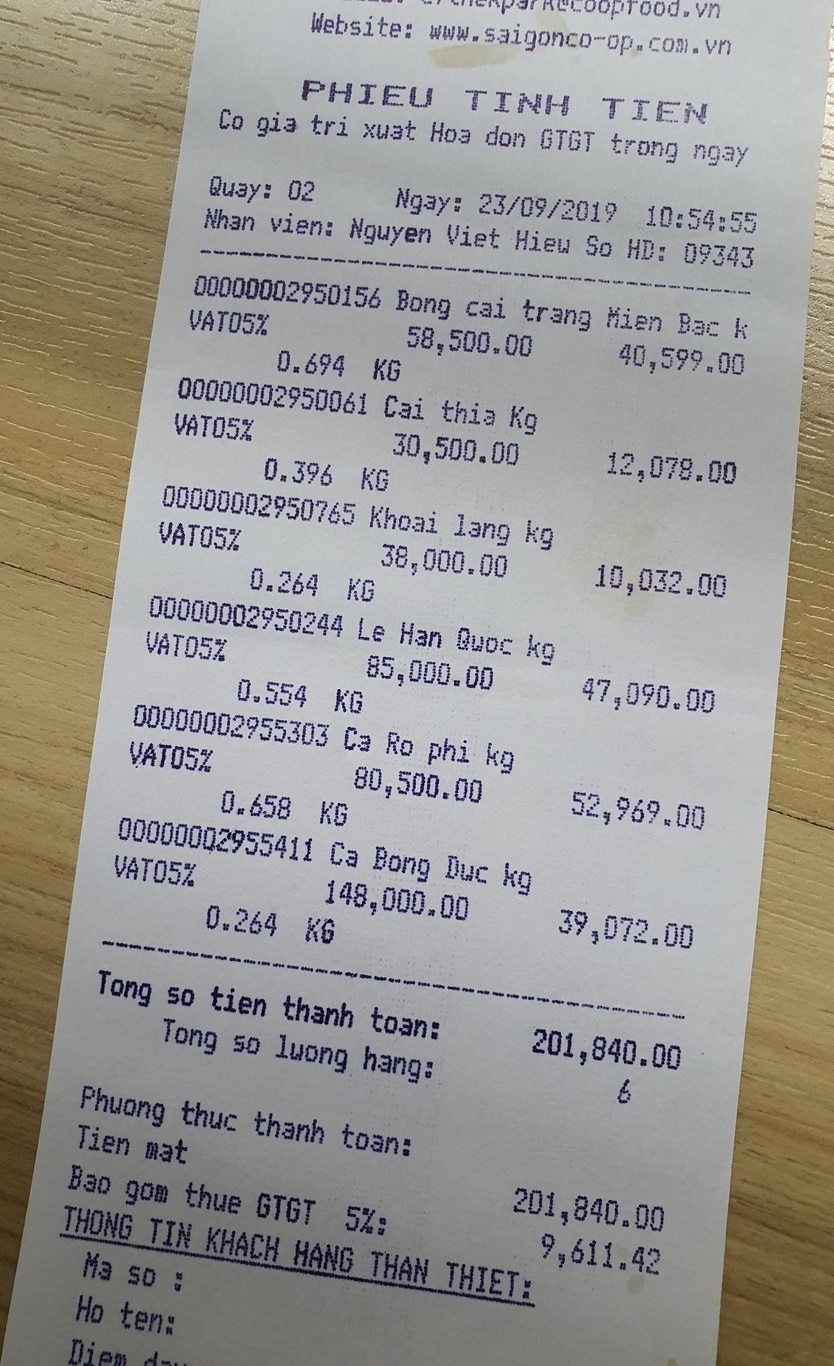 Website: www.saigonco-op.com.vn
PHIEU TINH TIEN
Co gia tri xuat Hoa don GTGT trong ngay
Quay: 02 Ngay: 23/09/2019 10:54:55
Nhan vien: Nguyen Viet Hieu So HD: 09343
00000002950156 Bong cai trang Mien Bac k
VAT05% 58,500.00 40,599.00
0.694 KG
00000002950061 Cai thia Kg
VAT05% 30,500.00 12,078.00
0.396 KG
00000002950765 Khoai lang kg
VAT05% 38,000.00 10,032.00
0.264 KG
00000002950244 Le Han Quoc kg
VAT05% 85,000.00 47,090.00
0.554 KG
00000002955303 Ca Ro phi kg
VAT05% 80,500.00 52,969.00
0.658 KG
00000002955411 Ca Bong Duc kg
VAT05% 148,000.00 39,072.00
0.264 KG
Tong so tien thanh toan: 201,840.00
Tong so luong hang: 6
Phuong thuc thanh toan:
Tien mat 201,840.00
Bao gom thue GTGT 5%: 9,611.42
THONG TIN KHACH HANG THAN THIET:
Ma so :
Ho ten:
Diem